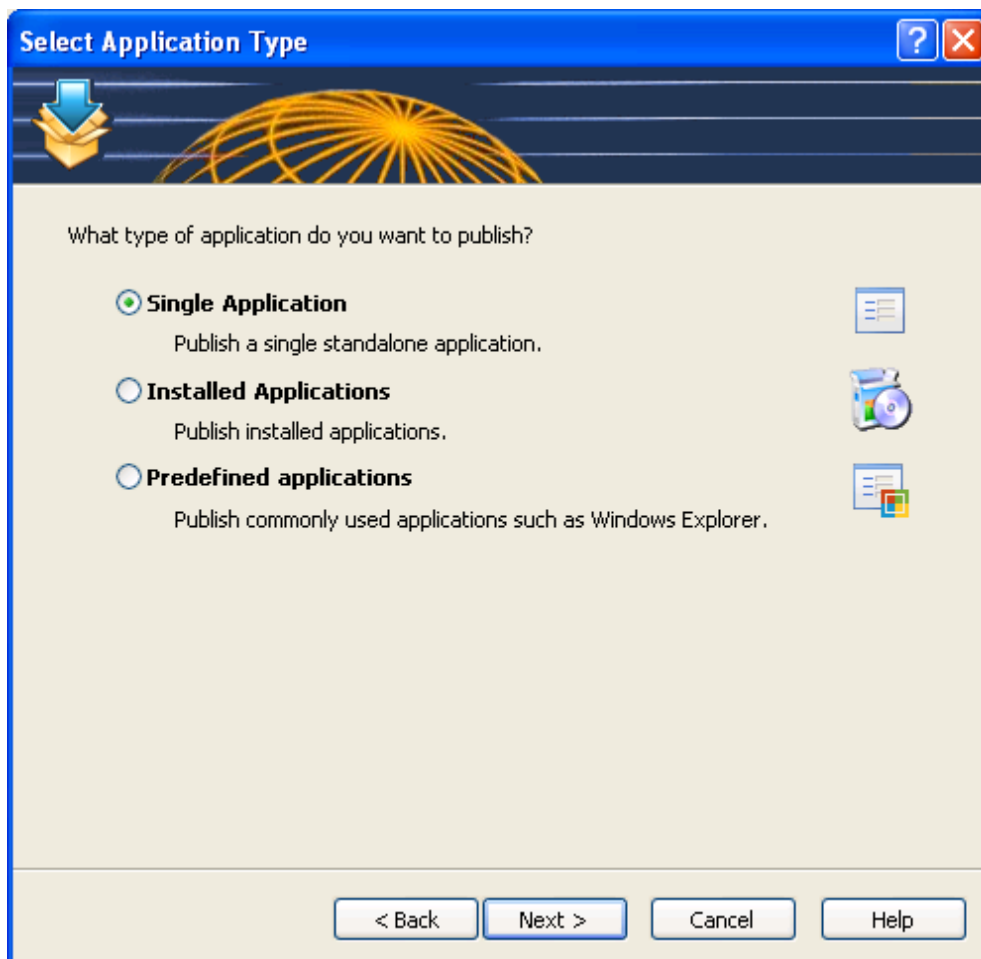 Select Application Type
What type of application do you want to publish?
Single Application
Publish a single standalone application.
Installed Applications
Publish installed applications.
Predefined applications
Publish commonly used applications such as Windows Explorer.
< Back Next > Cancel Help